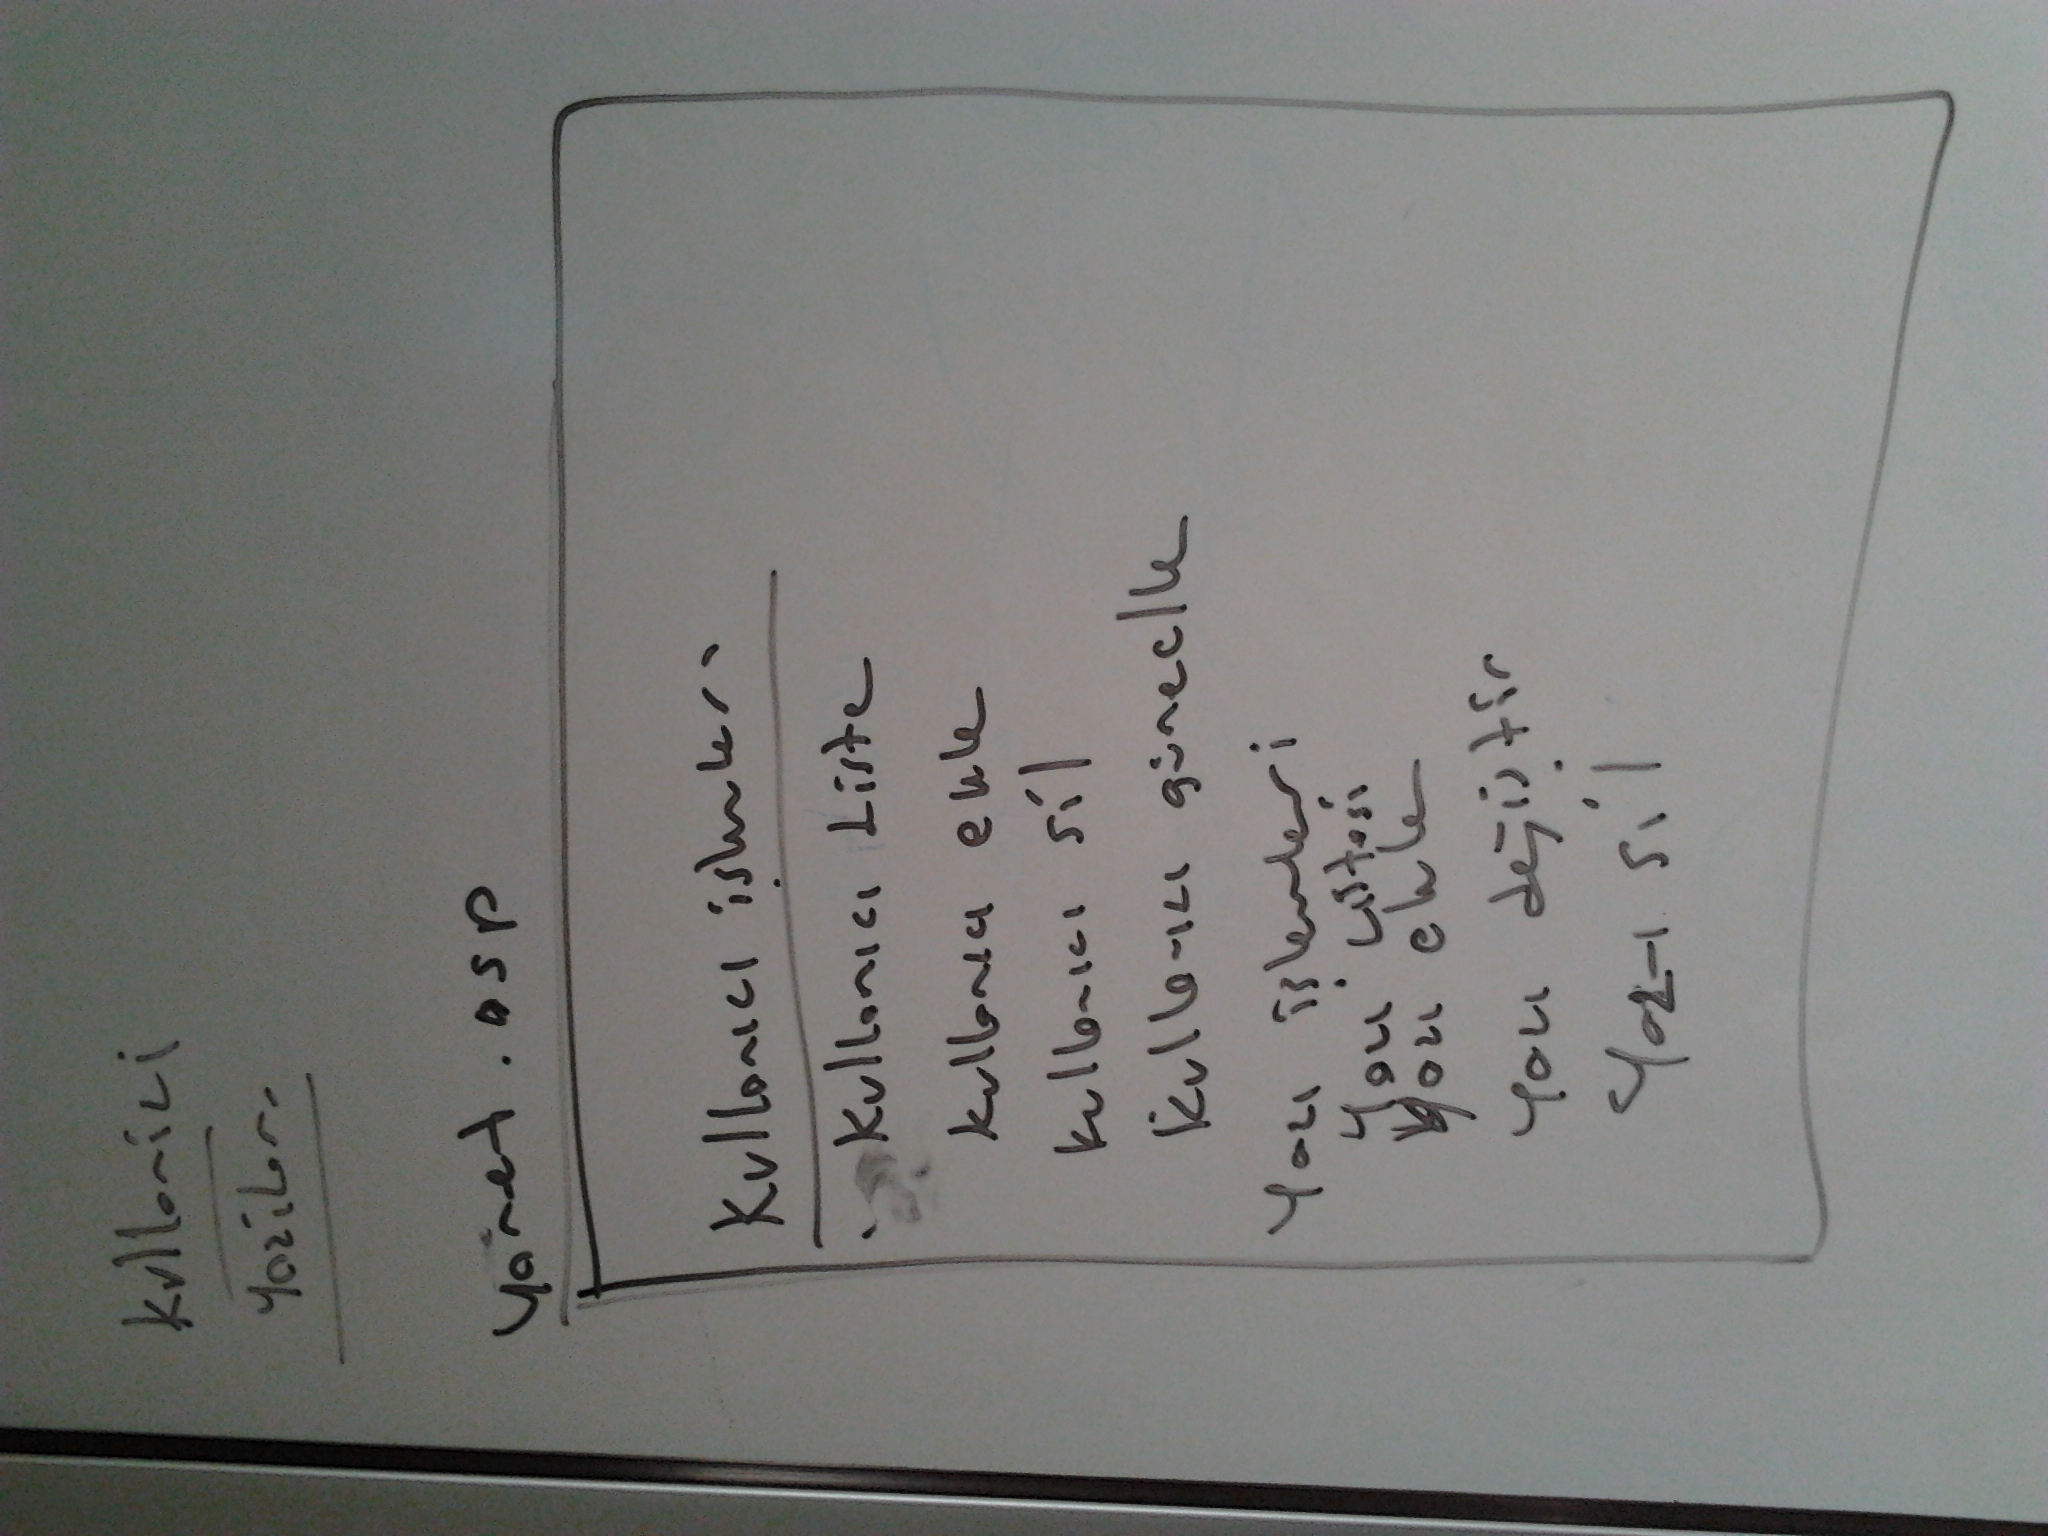 kullanici
yazilar
yönet.asp
Kullanıcı işlemleri
Kullanıcı Liste
kullanıcı ekle
kullanıcı sil
kullanıcı güncelle
Yazı işlemleri
Yazı Listesi
Yazı ekle
Yazı değiştir
Yazı sil